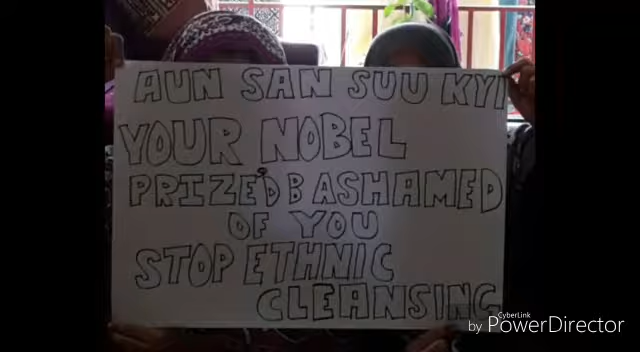 AUN SAN SUU KYI
YOUR NOBEL
PRIZE'D B ASHAMED
OF YOU
STOP ETHNIC
CLEANSING
CyberLink
by PowerDirector